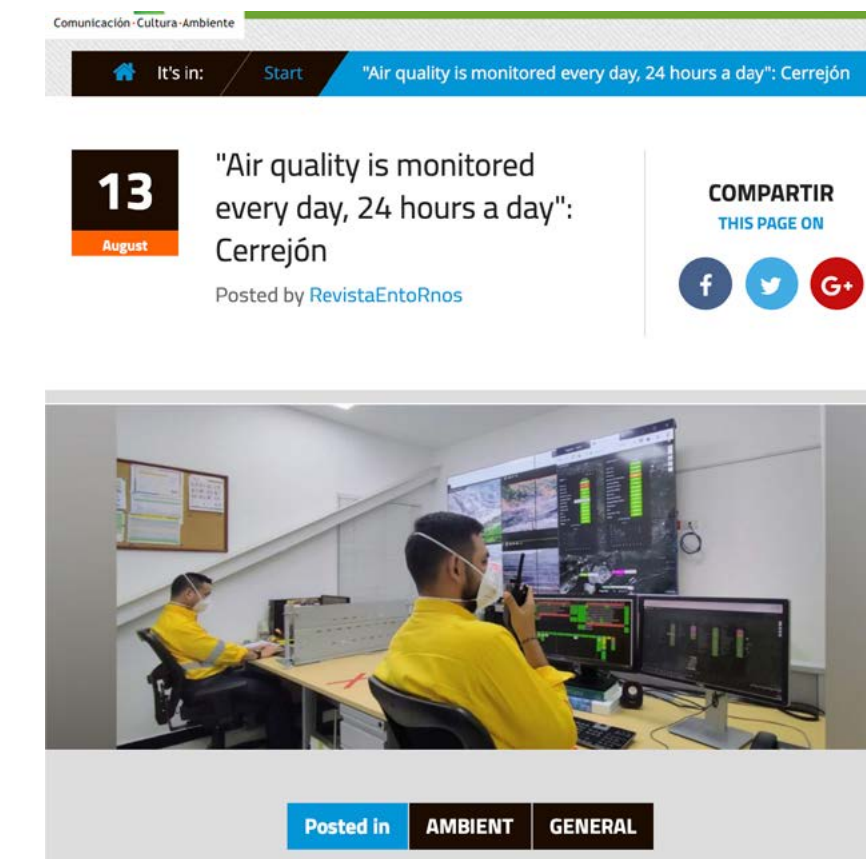 Comunicación·Cultura·Ambiente
It's in:
Start
"Air quality is monitored every day, 24 hours a day": Cerrejón
13
August
"Air quality is monitored
every day, 24 hours a day":
Cerrejón
Posted by RevistaEntoRnos
COMPARTIR
THIS PAGE ON
f
G+
Posted in
AMBIENT
GENERAL